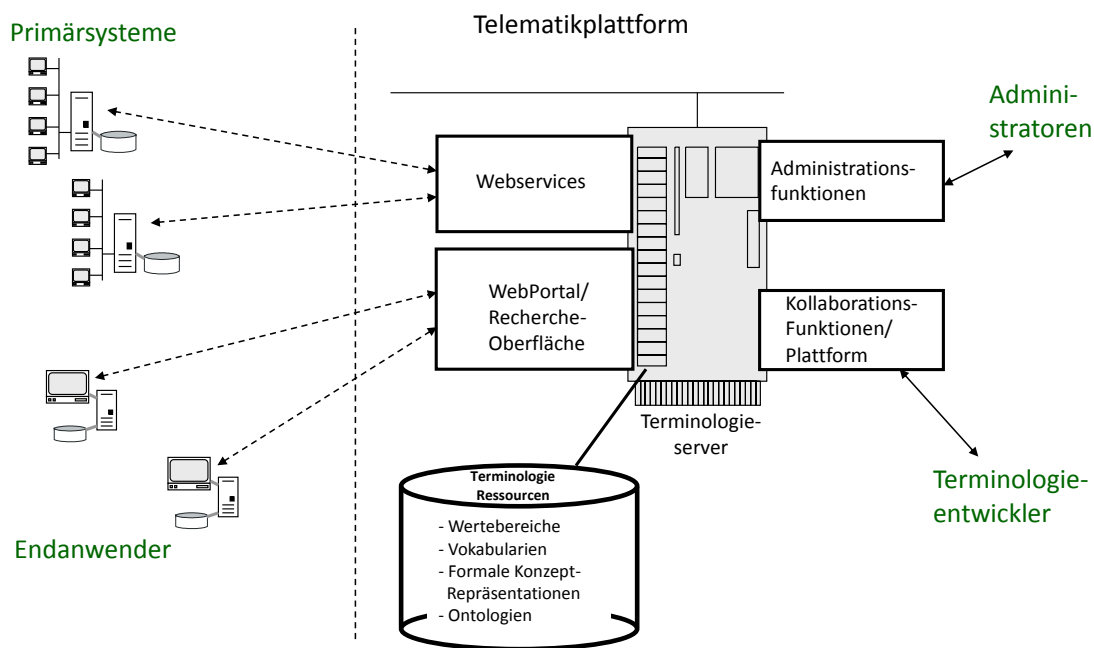 Telematikplattform
Primärsysteme
Admini-
stratoren
Webservices
Administrations-
funktionen
WebPortal/
Recherche-
Oberfläche
Kollaborations-
Funktionen/
Plattform
Terminologie-
server
Terminologie
Ressourcen
- Wertebereiche
- Vokabularien
- Formale Konzept-
Repräsentationen
- Ontologien
Terminologie-
entwickler
Endanwender